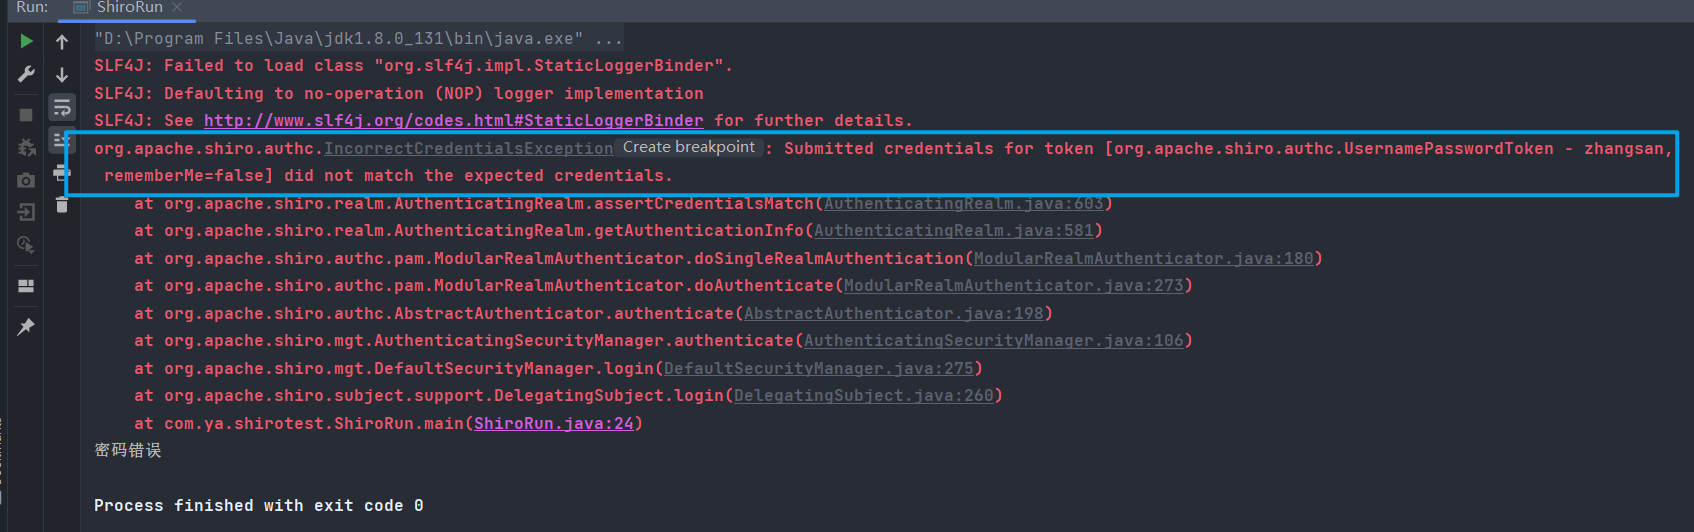 Run: ShiroRun
"D:\Program Files\Java\jdk1.8.0_131\bin\java.exe" ...
SLF4J: Failed to load class "org.slf4j.impl.StaticLoggerBinder".
SLF4J: Defaulting to no-operation (NOP) logger implementation
SLF4J: See http://www.slf4j.org/codes.html#StaticLoggerBinder for further details.
org.apache.shiro.authc.IncorrectCredentialsException Create breakpoint : Submitted credentials for token [org.apache.shiro.authc.UsernamePasswordToken - zhangsan,
rememberMe=false] did not match the expected credentials.
at org.apache.shiro.realm.AuthenticatingRealm.assertCredentialsMatch(AuthenticatingRealm.java:603)
at org.apache.shiro.realm.AuthenticatingRealm.getAuthenticationInfo(AuthenticatingRealm.java:581)
at org.apache.shiro.authc.pam.ModularRealmAuthenticator.doSingleRealmAuthentication(ModularRealmAuthenticator.java:180)
at org.apache.shiro.authc.pam.ModularRealmAuthenticator.doAuthenticate(ModularRealmAuthenticator.java:273)
at org.apache.shiro.authc.AbstractAuthenticator.authenticate(AbstractAuthenticator.java:198)
at org.apache.shiro.mgt.AuthenticatingSecurityManager.authenticate(AuthenticatingSecurityManager.java:106)
at org.apache.shiro.mgt.DefaultSecurityManager.login(DefaultSecurityManager.java:275)
at org.apache.shiro.subject.support.DelegatingSubject.login(DelegatingSubject.java:260)
at com.ya.shirotest.ShiroRun.main(ShiroRun.java:24)
密码错误
Process finished with exit code 0